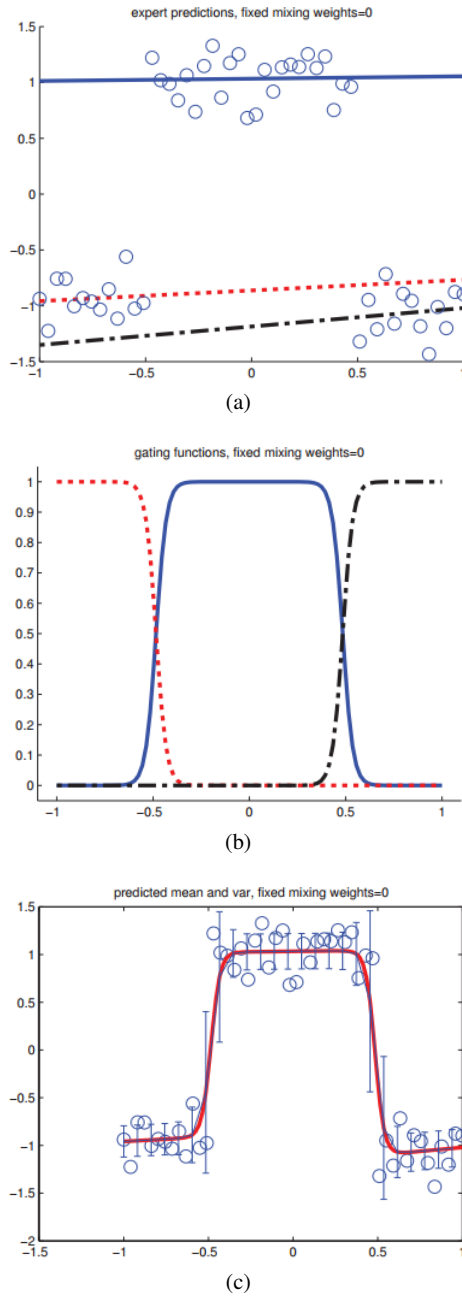 expert predictions, fixed mixing weights=0
1.5
1
0.5
0
−0.5
−1
−1.5
−1 −0.5 0 0.5 1
(a)
gating functions, fixed mixing weights=0
1
0.9
0.8
0.7
0.6
0.5
0.4
0.3
0.2
0.1
0
−1 −0.5 0 0.5 1
(b)
predicted mean and var, fixed mixing weights=0
1.5
1
0.5
0
−0.5
−1
−1.5
−2
−1.5 −1 −0.5 0 0.5 1
(c)